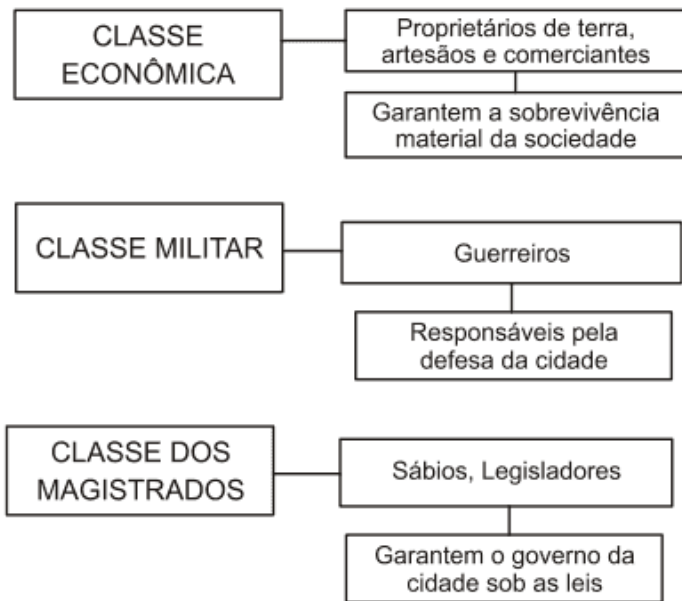 CLASSE
ECONÔMICA
Proprietários de terra,
artesãos e comerciantes
Garantem a sobrevivência
material da sociedade
CLASSE MILITAR
Guerreiros
Responsáveis pela
defesa da cidade
CLASSE DOS
MAGISTRADOS
Sábios, Legisladores
Garantem o governo da
cidade sob as leis